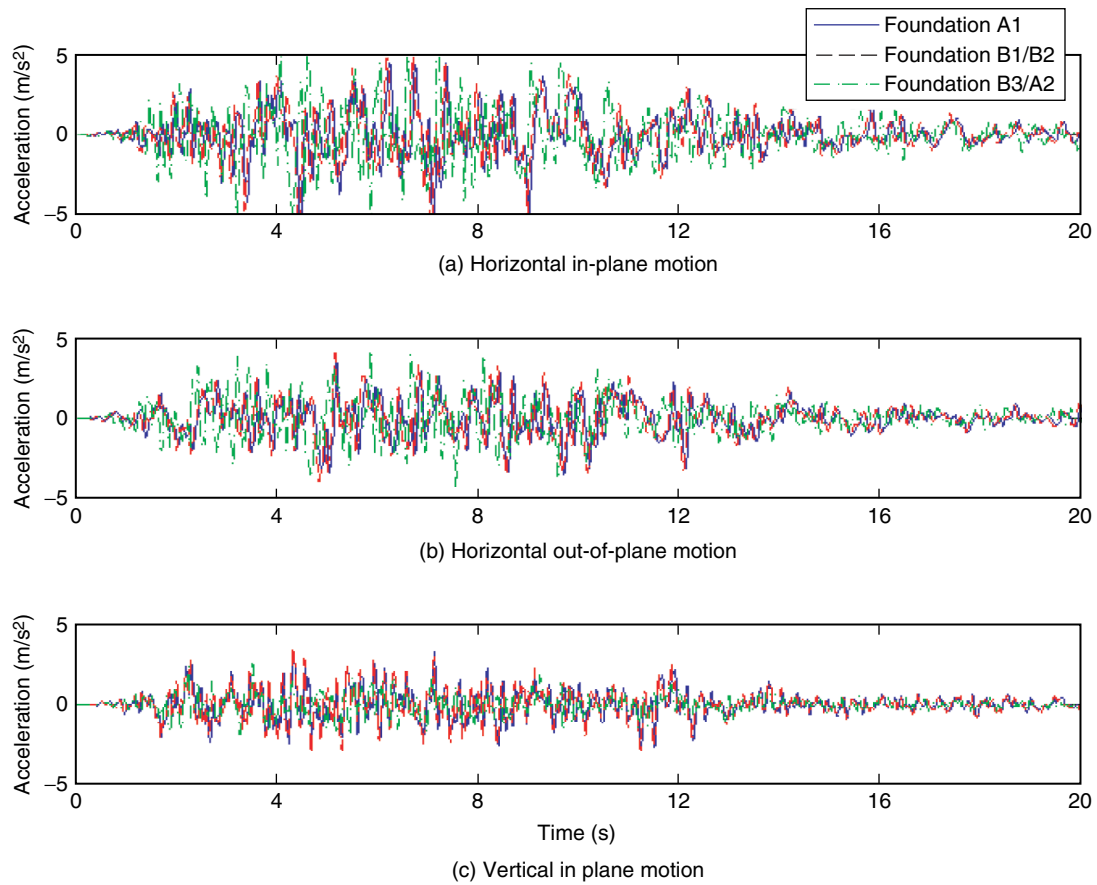 Foundation A1
Foundation B1/B2
Foundation B3/A2
Acceleration (m/s²)
5
0
−5
0 4 8 12 16 20
(a) Horizontal in-plane motion
Acceleration (m/s²)
5
0
−5
0 4 8 12 16 20
(b) Horizontal out-of-plane motion
Acceleration (m/s²)
5
0
−5
0 4 8 12 16 20
Time (s)
(c) Vertical in plane motion